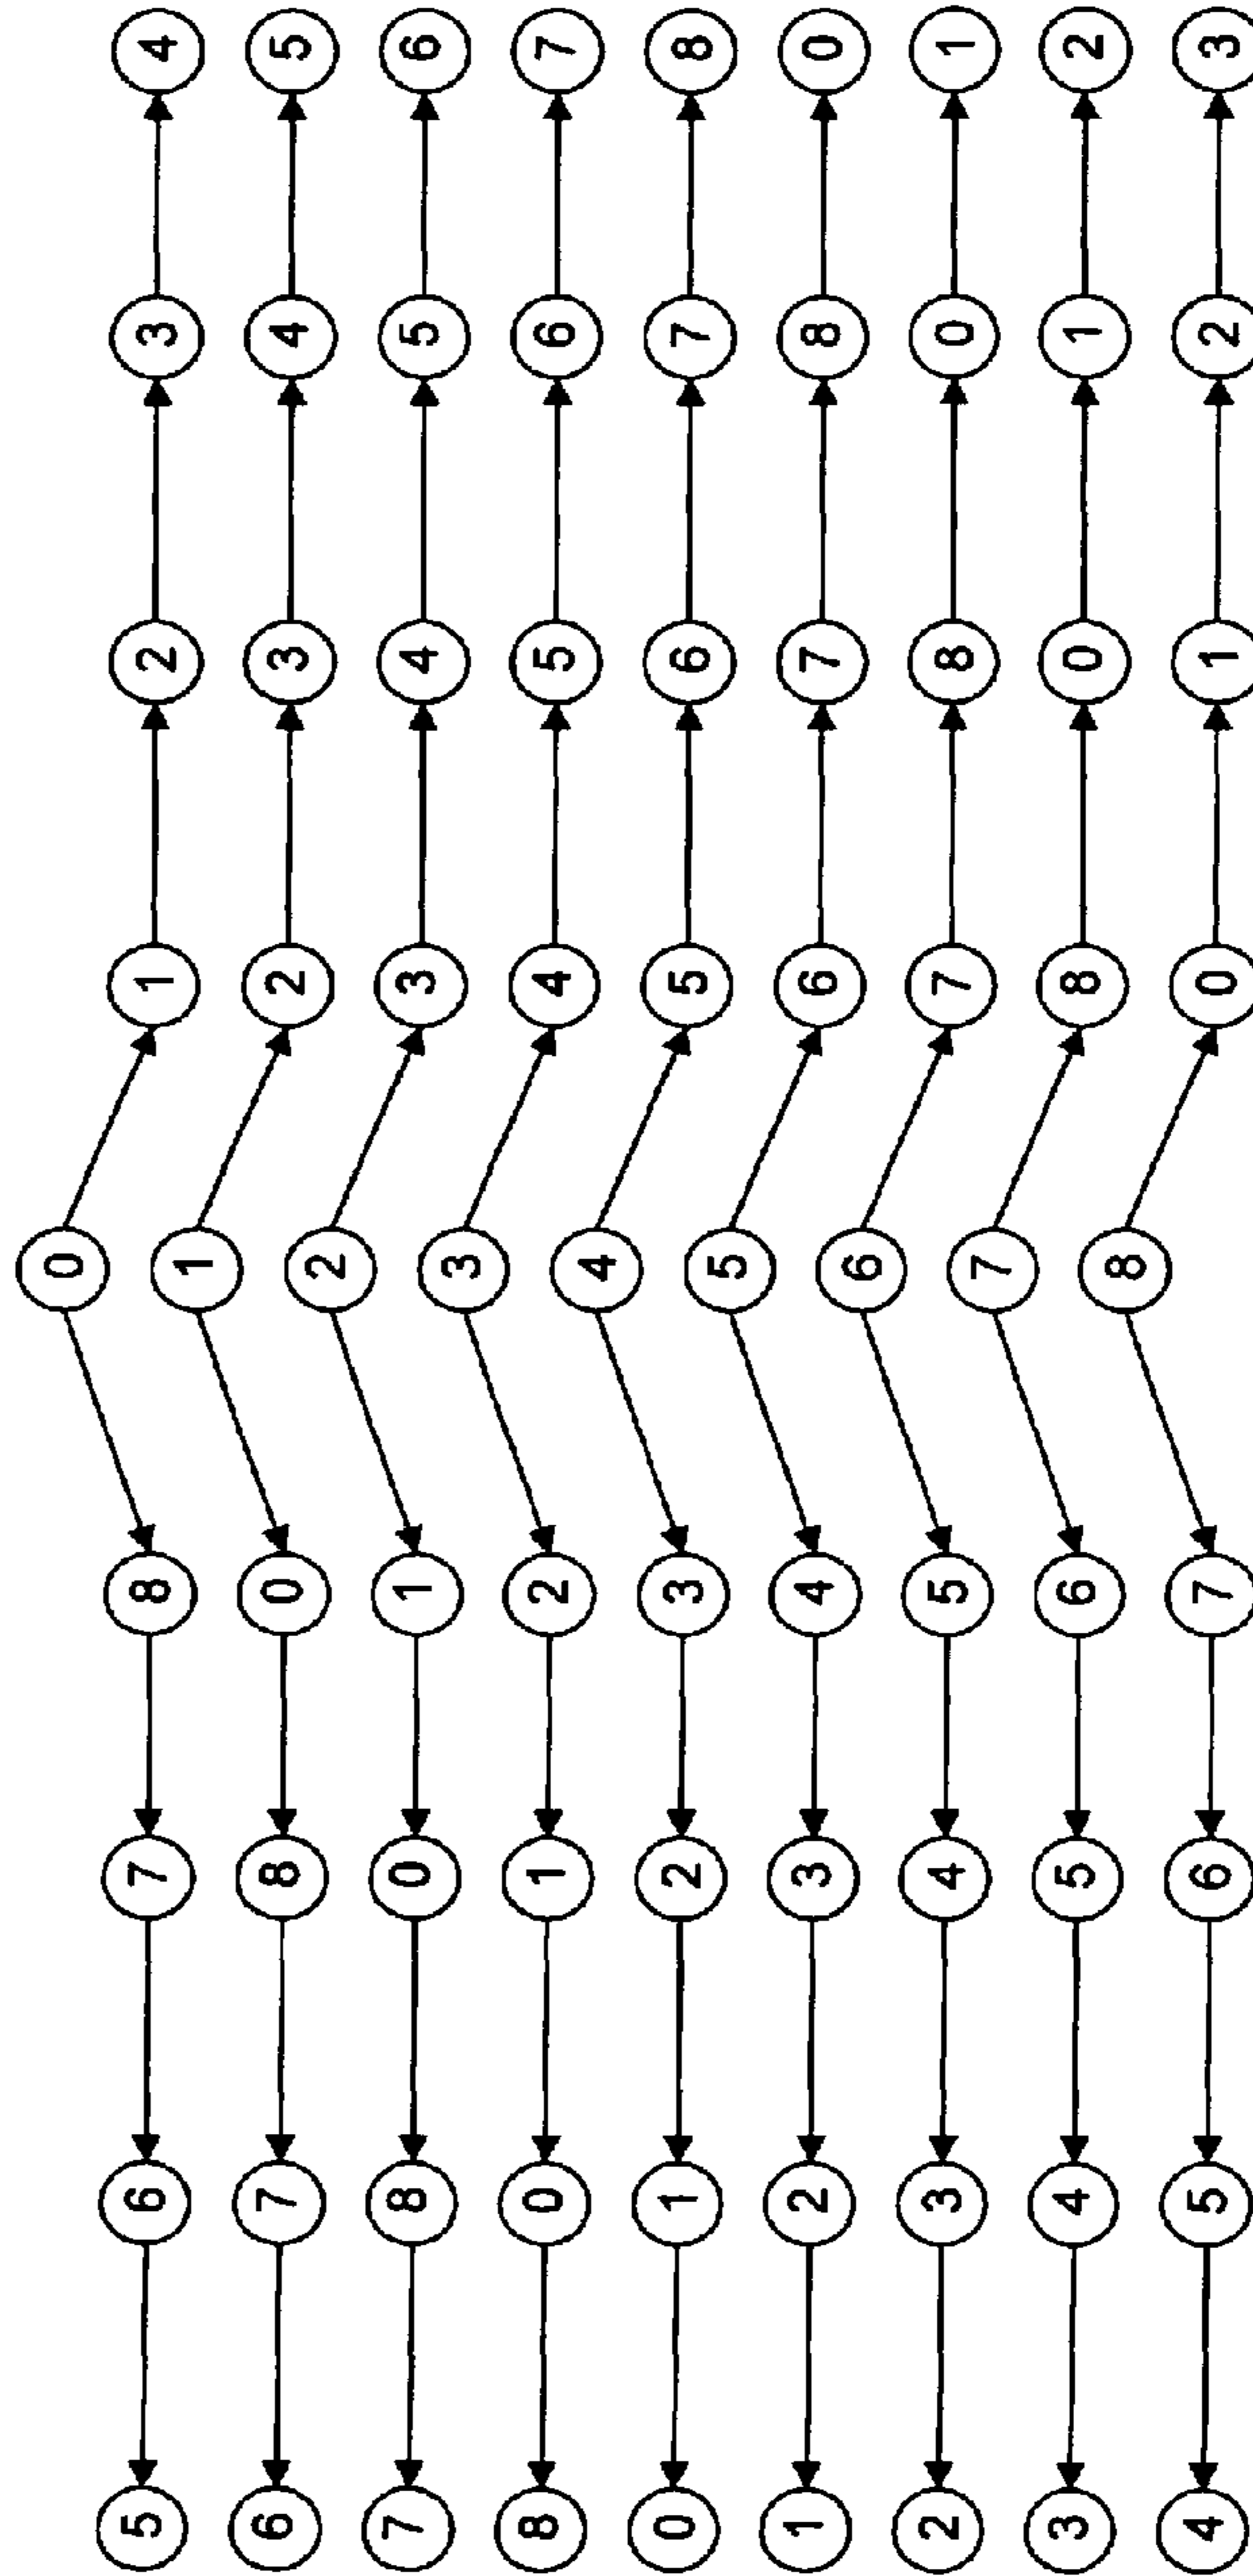 0
5 6 7 8 1 2 3 4
1
6 7 8 0 2 3 4 5
2
7 8 0 1 3 4 5 6
3
8 0 1 2 4 5 6 7
4
0 1 2 3 5 6 7 8
5
1 2 3 4 6 7 8 0
6
2 3 4 5 7 8 0 1
7
3 4 5 6 8 0 1 2
8
4 5 6 7 0 1 2 3